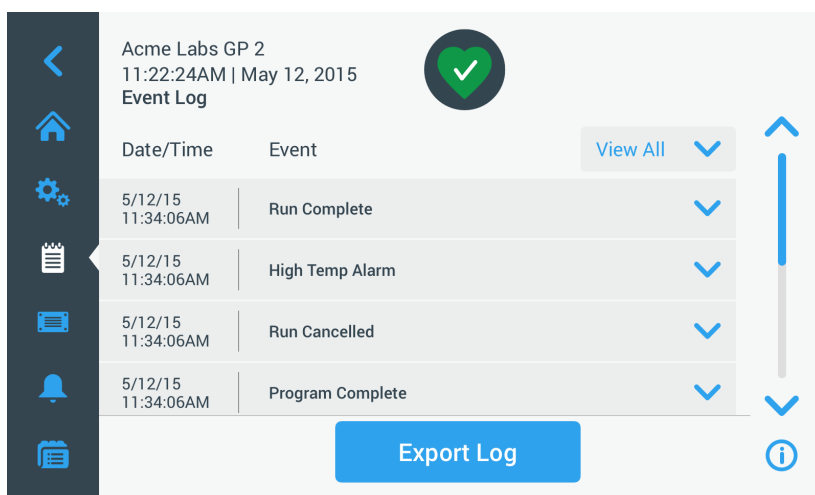 Acme Labs GP 2
11:22:24AM | May 12, 2015
Event Log
Date/Time Event View All
5/12/15
11:34:06AM
Run Complete
5/12/15
11:34:06AM
High Temp Alarm
5/12/15
11:34:06AM
Run Cancelled
5/12/15
11:34:06AM
Program Complete
Export Log